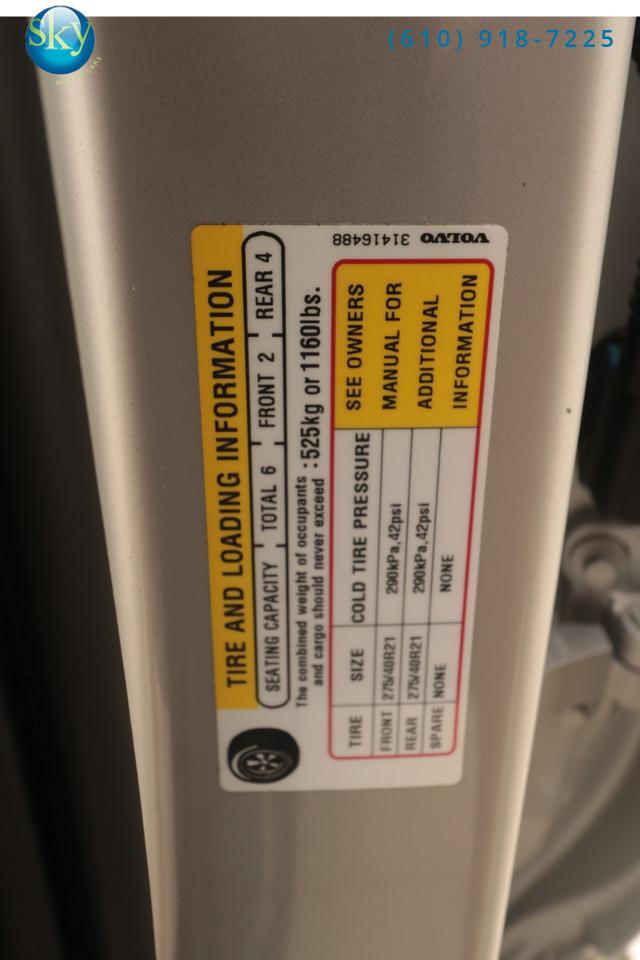 Sky
(610) 918-7225
TIRE AND LOADING INFORMATION
SEATING CAPACITY TOTAL 6 FRONT 2 REAR 4
The combined weight of occupants
and cargo should never exceed :525kg or 1160lbs.
TIRE SIZE COLD TIRE PRESSURE
FRONT 275/40R21 290kPa,42psi
REAR 275/40R21 290kPa,42psi
SPARE NONE NONE
SEE OWNERS
MANUAL FOR
ADDITIONAL
INFORMATION
VOLVO 31416488